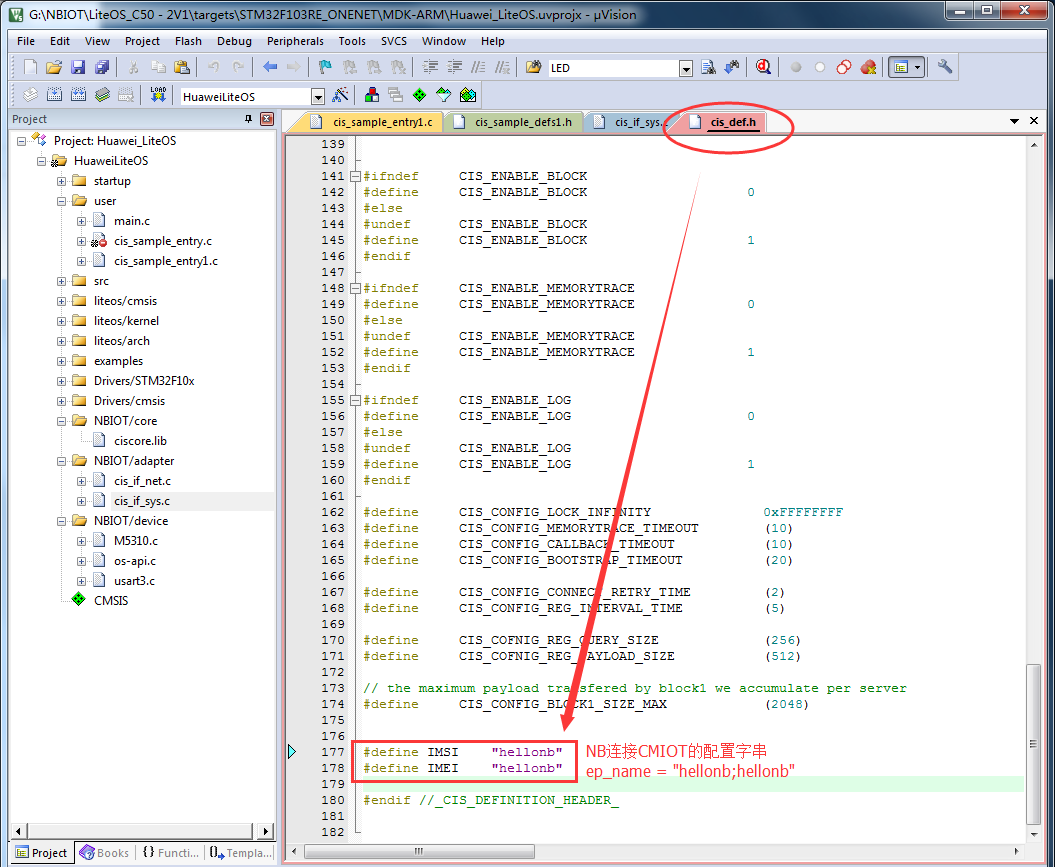 G:\NBIOT\LiteOS_C50 - 2V1\targets\STM32F103RE_ONENET\MDK-ARM\Huawei_LiteOS.uvprojx - µVision
File Edit View Project Flash Debug Peripherals Tools SVCS Window Help
LED
LOAD HuaweiLiteOS
Project
cis_sample_entry1.c cis_sample_defs1.h cis_if_sys.c cis_def.h
Project: Huawei_LiteOS
HuaweiLiteOS
startup
user
main.c
cis_sample_entry.c
cis_sample_entry1.c
src
liteos/cmsis
liteos/kernel
liteos/arch
examples
Drivers/STM32F10x
Drivers/cmsis
NBIOT/core
ciscore.lib
NBIOT/adapter
cis_if_net.c
cis_if_sys.c
NBIOT/device
M5310.c
os-api.c
usart3.c
CMSIS
Project Books {} Functi... Templa...
139
140
141 #ifndef CIS_ENABLE_BLOCK
142 #define CIS_ENABLE_BLOCK 0
143 #else
144 #undef CIS_ENABLE_BLOCK
145 #define CIS_ENABLE_BLOCK 1
146 #endif
147
148 #ifndef CIS_ENABLE_MEMORYTRACE
149 #define CIS_ENABLE_MEMORYTRACE 0
150 #else
151 #undef CIS_ENABLE_MEMORYTRACE
152 #define CIS_ENABLE_MEMORYTRACE 1
153 #endif
154
155 #ifndef CIS_ENABLE_LOG
156 #define CIS_ENABLE_LOG 0
157 #else
158 #undef CIS_ENABLE_LOG
159 #define CIS_ENABLE_LOG 1
160 #endif
161
162 #define CIS_CONFIG_LOCK_INFINITY 0xFFFFFFFF
163 #define CIS_CONFIG_MEMORYTRACE_TIMEOUT (10)
164 #define CIS_CONFIG_CALLBACK_TIMEOUT (10)
165 #define CIS_CONFIG_BOOTSTRAP_TIMEOUT (20)
166
167 #define CIS_CONFIG_CONNECT_RETRY_TIME (2)
168 #define CIS_CONFIG_REG_INTERVAL_TIME (5)
169
170 #define CIS_COFNIG_REG_QUERY_SIZE (256)
171 #define CIS_COFNIG_REG_PAYLOAD_SIZE (512)
172
173 // the maximum payload transfered by block1 we accumulate per server
174 #define CIS_CONFIG_BLOCK1_SIZE_MAX (2048)
175
176
177 #define IMSI "hellonb" NB连接CMIOT的配置字串
178 #define IMEI "hellonb" ep_name = "hellonb;hellonb"
179
180 #endif //_CIS_DEFINITION_HEADER_
181
182